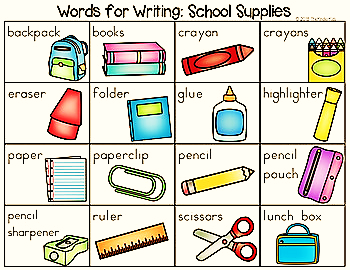 Words for Writing: School Supplies
backpack
books
crayan
crayons
eraser
folder
glue
highlighter
paper
paperclip
pencil
pencil
pouch
pencil
sharpener
ruler
scissors
lunch box